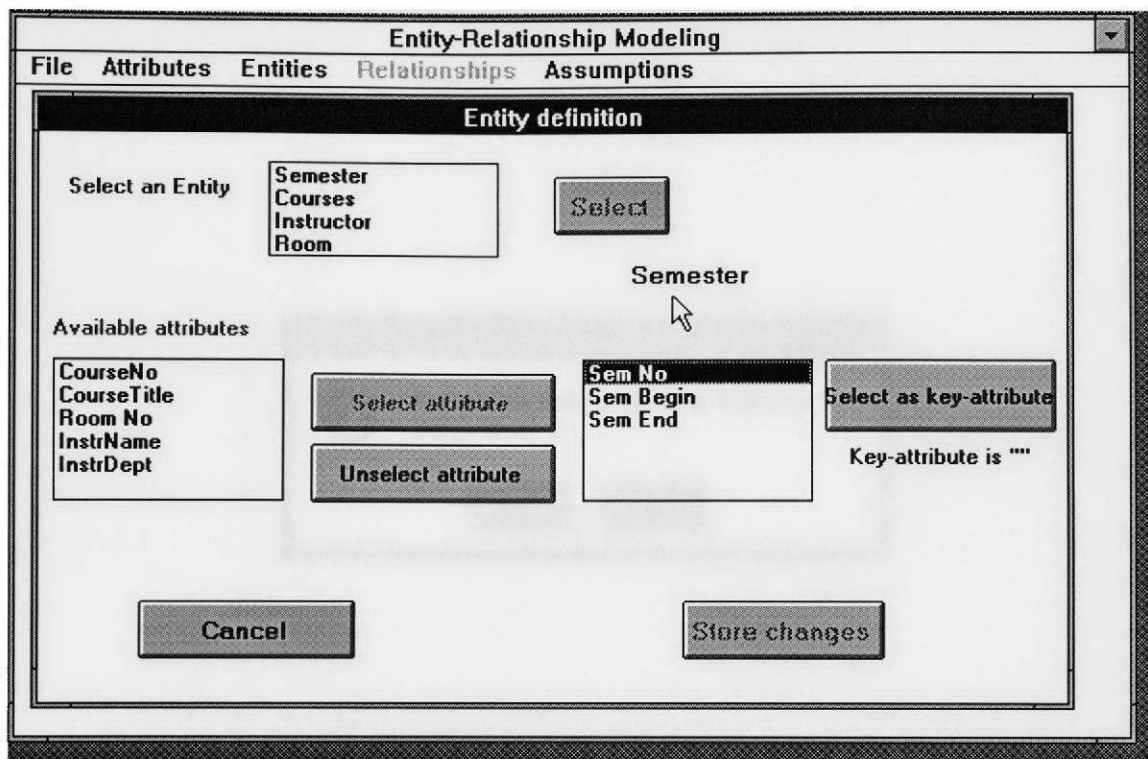 Entity-Relationship Modeling
File Attributes Entities Relationships Assumptions
Entity definition
Select an Entity
Semester
Courses
Instructor
Room
Select
Semester
Available attributes
CourseNo
CourseTitle
Room No
InstrName
InstrDept
Select attribute
Unselect attribute
Sem No
Sem Begin
Sem End
Select as key-attribute
Key-attribute is ""
Cancel
Store changes